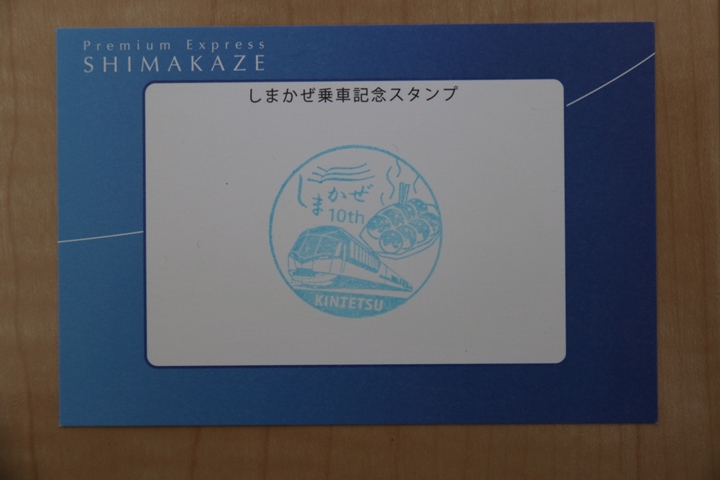 Premium Express
SHIMAKAZE
しまかぜ乗車記念スタンプ
しまかぜ
10th
KINTETSU